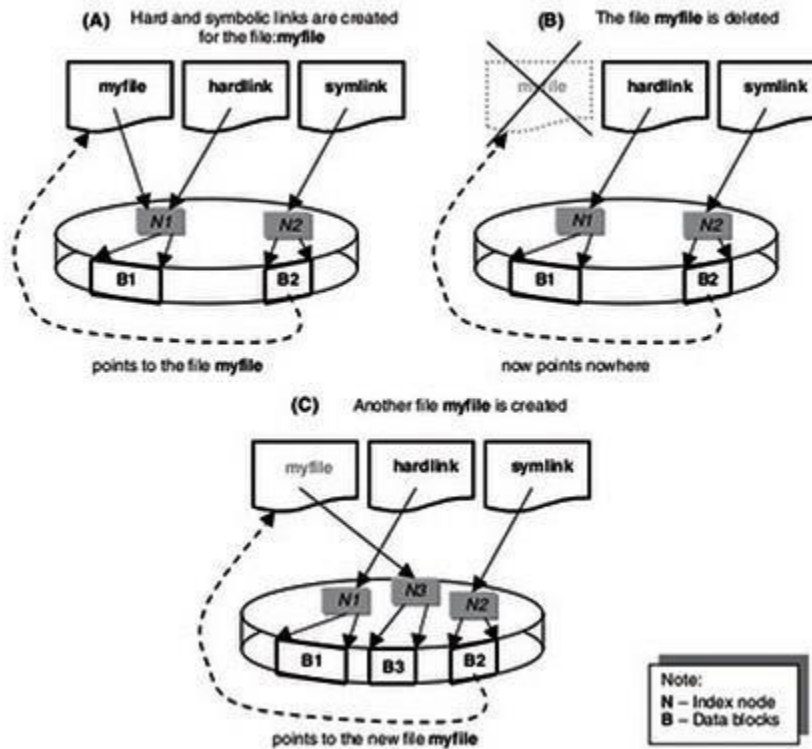 (A) Hard and symbolic links are created
for the file:myfile
myfile
hardlink
symlink
N1
N2
B1
B2
points to the file myfile
(B) The file myfile is deleted
myfile
hardlink
symlink
N1
N2
B1
B2
now points nowhere
(C) Another file myfile is created
myfile
hardlink
symlink
N1
N3
N2
B1
B3
B2
points to the new file myfile
Note:
N – Index node
B – Data blocks